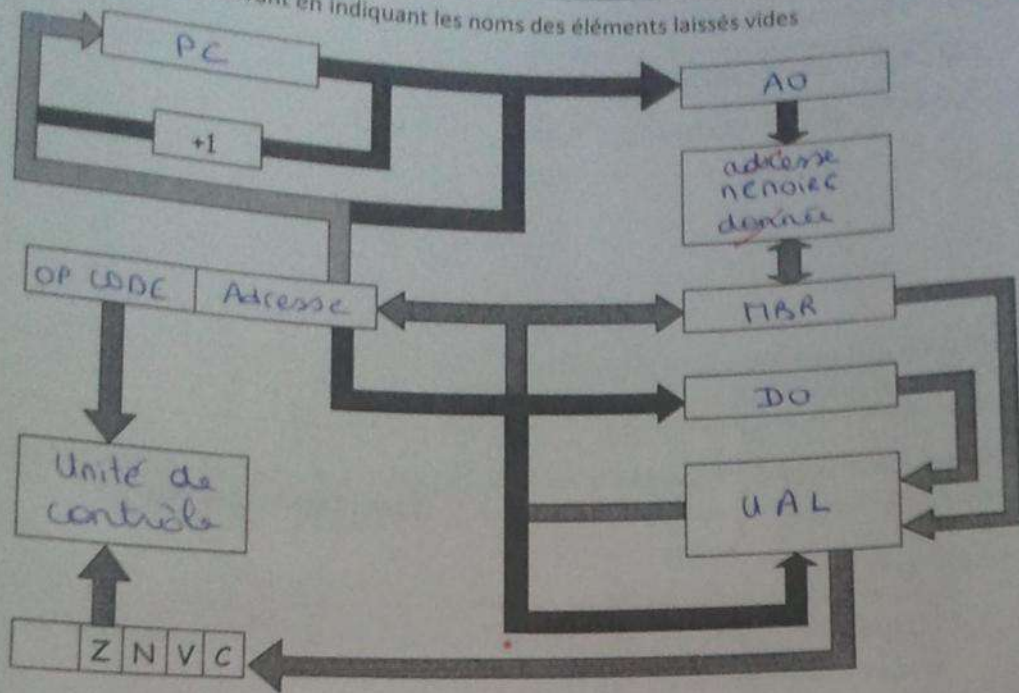 en indiquant les noms des éléments laissés vides
PC
AO
+1
adresse
nenoire
donnée
OP CODE
Adresse
MBR
DO
Unité de
contrôle
UAL
Z N V C